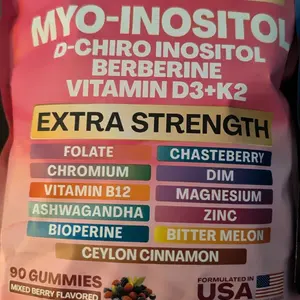 MYO-INOSITOL
D-CHIRO INOSITOL
BERBERINE
VITAMIN D3+K2
EXTRA STRENGTH
FOLATE
CHASTEBERRY
CHROMIUM
DIM
VITAMIN B12
MAGNESIUM
ASHWAGANDHA
ZINC
BIOPERINE
BITTER MELON
CEYLON CINNAMON
90 GUMMIES
MIXED BERRY FLAVORED
FORMULATED IN
USA